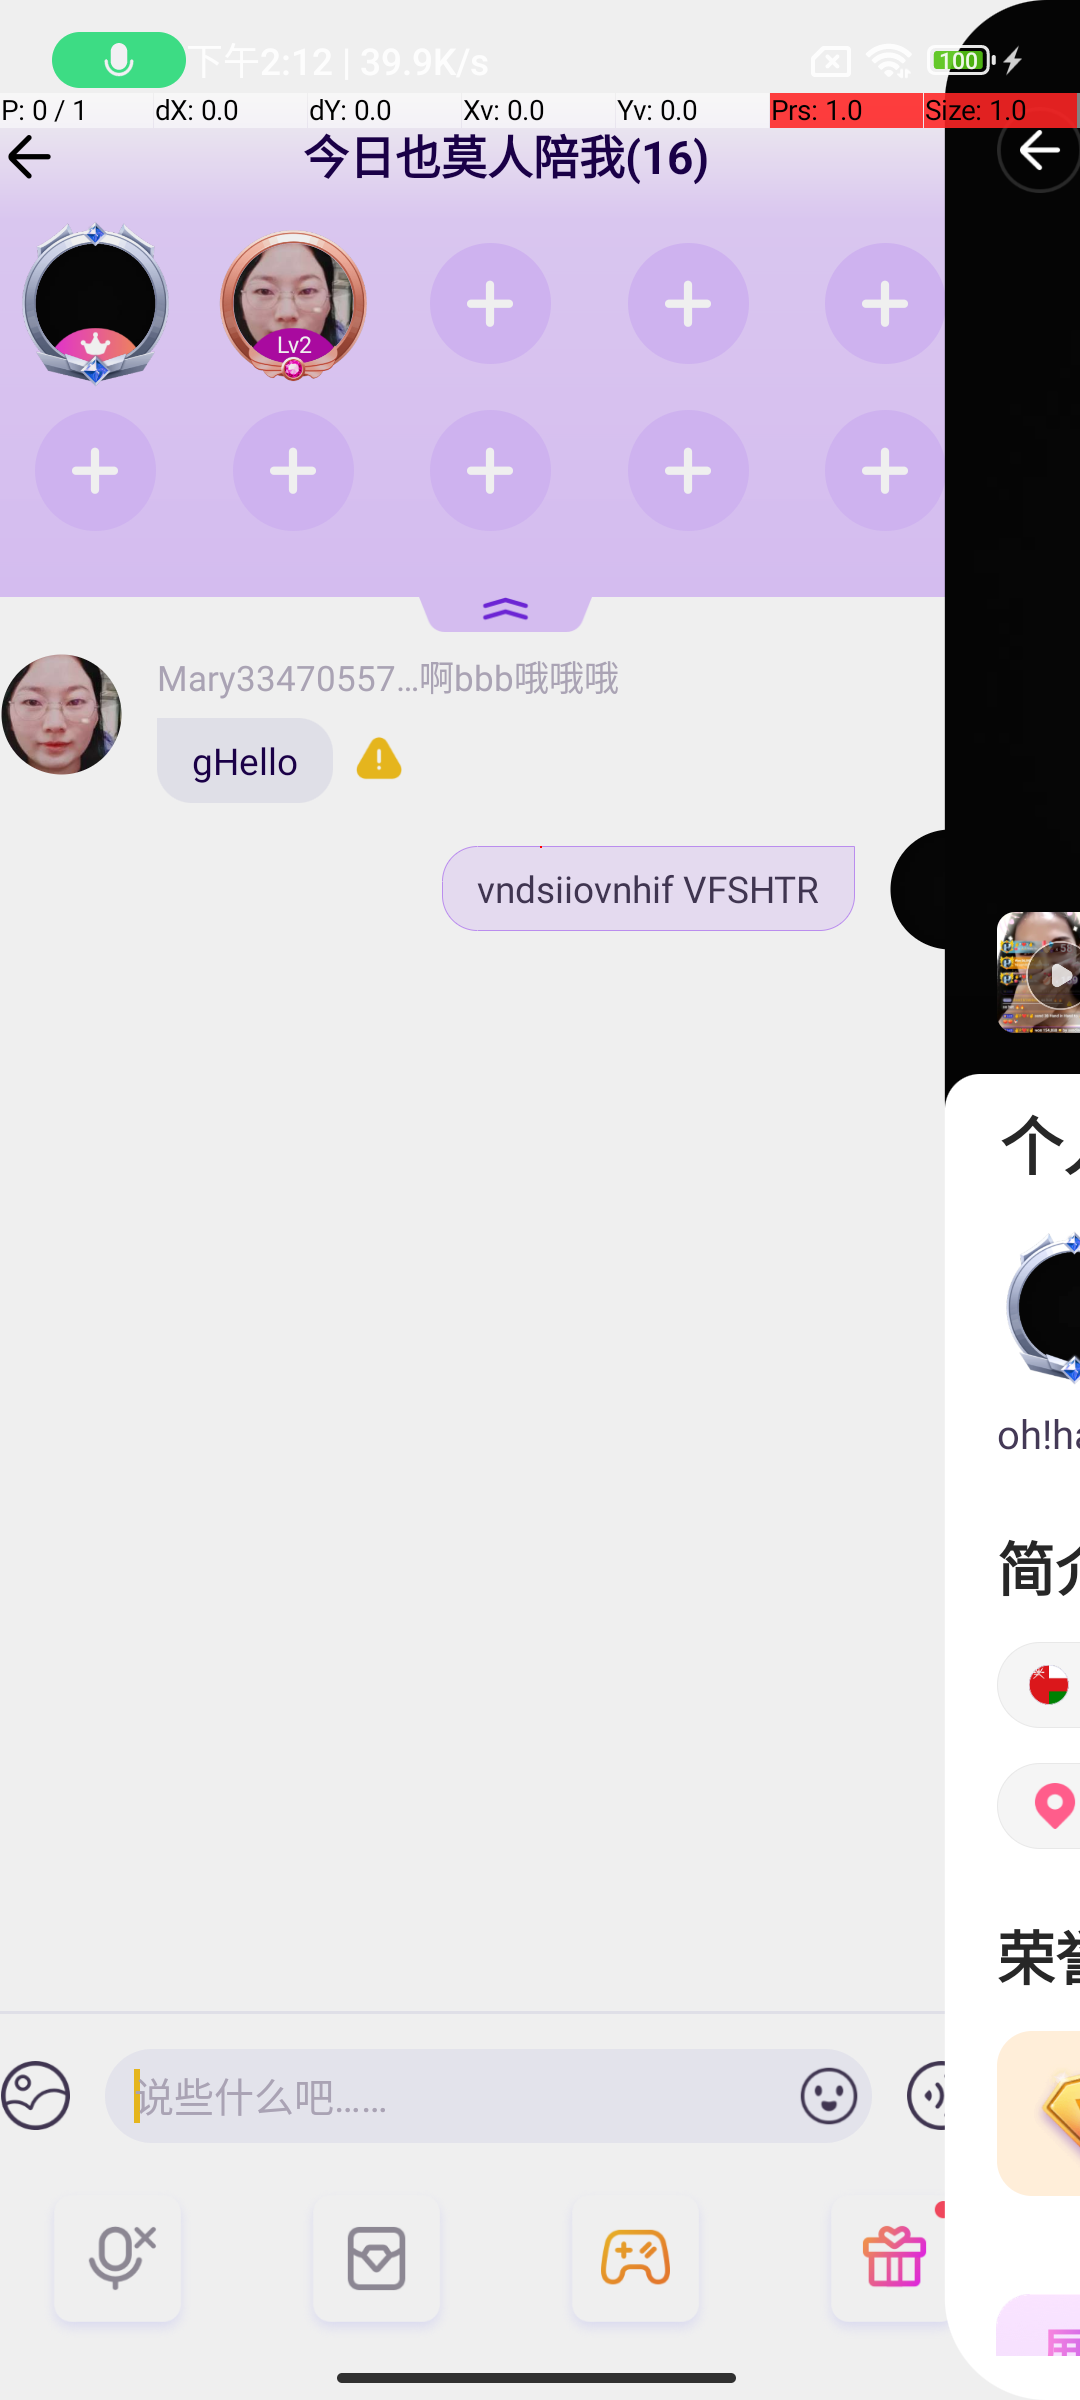 下午2:12 | 39.9K/s
100
P: 0 / 1 dX: 0.0 dY: 0.0 Xv: 0.0 Yv: 0.0 Prs: 1.0 Size: 1.0
今日也莫人陪我(16)
Lv2
Mary33470557...啊bbb哦哦哦
gHello
vndsiiovnhif VFSHTR
个
oh!ha
简介
荣誉
说些什么吧......